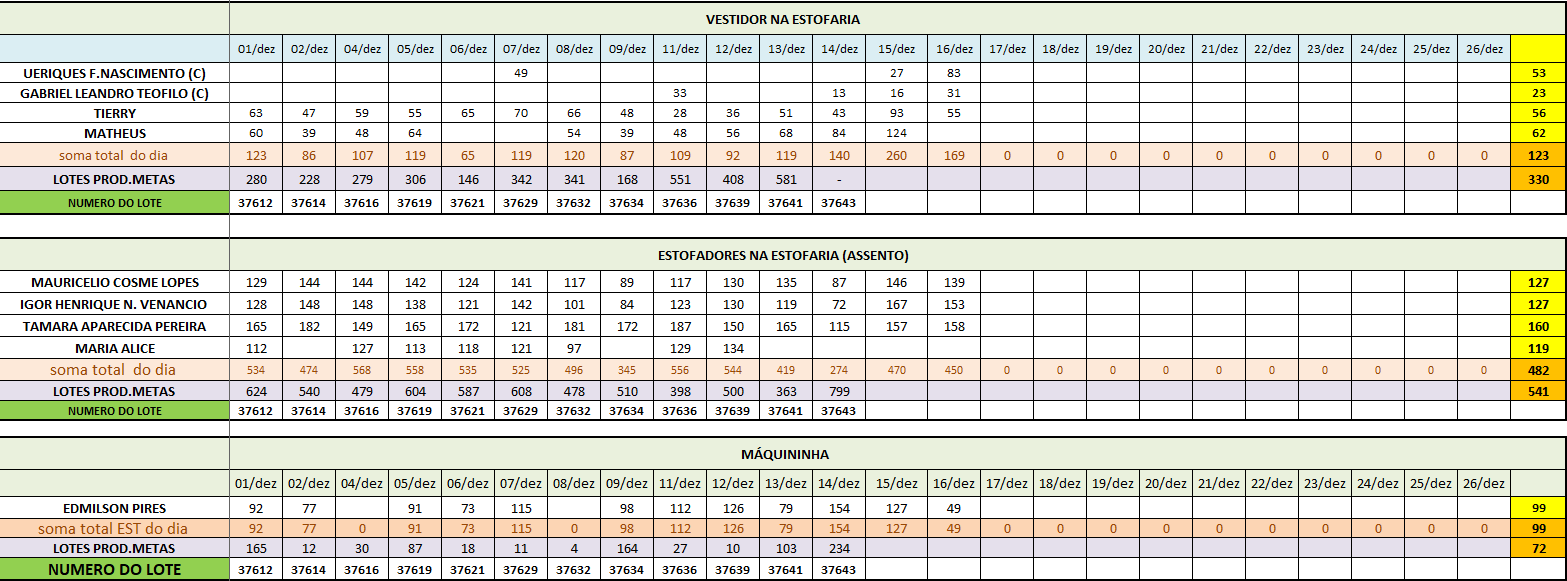 VESTIDOR NA ESTOFARIA
01/dez 02/dez 04/dez 05/dez 06/dez 07/dez 08/dez 09/dez 11/dez 12/dez 13/dez 14/dez 15/dez 16/dez 17/dez 18/dez 19/dez 20/dez 21/dez 22/dez 23/dez 24/dez 25/dez 26/dez
UERIQUES F.NASCIMENTO (C) 49 27 83 53
GABRIEL LEANDRO TEOFILO (C) 33 13 16 31 23
TIERRY 63 47 59 55 65 70 66 48 28 36 51 43 93 55 56
MATHEUS 60 39 48 64 54 39 48 56 68 84 124 62
soma total do dia 123 86 107 119 65 119 120 87 109 92 119 140 260 169 0 0 0 0 0 0 0 0 0 0 123
LOTES PROD.METAS 280 228 279 306 146 342 341 168 551 408 581 - 330
NUMERO DO LOTE 37612 37614 37616 37619 37621 37629 37632 37634 37636 37639 37641 37643
ESTOFADORES NA ESTOFARIA (ASSENTO)
MAURICELIO COSME LOPES 129 144 144 142 124 141 117 89 117 130 135 87 146 139 127
IGOR HENRIQUE N. VENANCIO 128 148 148 138 121 142 101 84 123 130 119 72 167 153 127
TAMARA APARECIDA PEREIRA 165 182 149 165 172 121 181 172 187 150 165 115 157 158 160
MARIA ALICE 112 127 113 118 121 97 129 134 119
soma total do dia 534 474 568 558 535 525 496 345 556 544 419 274 470 450 0 0 0 0 0 0 0 0 0 0 482
LOTES PROD.METAS 624 540 479 604 587 608 478 510 398 500 363 799 541
NUMERO DO LOTE 37612 37614 37616 37619 37621 37629 37632 37634 37636 37639 37641 37643
MÁQUININHA
01/dez 02/dez 04/dez 05/dez 06/dez 07/dez 08/dez 09/dez 11/dez 12/dez 13/dez 14/dez 15/dez 16/dez 17/dez 18/dez 19/dez 20/dez 21/dez 22/dez 23/dez 24/dez 25/dez 26/dez
EDMILSON PIRES 92 77 91 73 115 98 112 126 79 154 127 49 99
soma total EST do dia 92 77 0 91 73 115 0 98 112 126 79 154 127 49 0 0 0 0 0 0 0 0 0 0 99
LOTES PROD.METAS 165 12 30 87 18 11 4 164 27 10 103 234 72
NUMERO DO LOTE 37612 37614 37616 37619 37621 37629 37632 37634 37636 37639 37641 37643